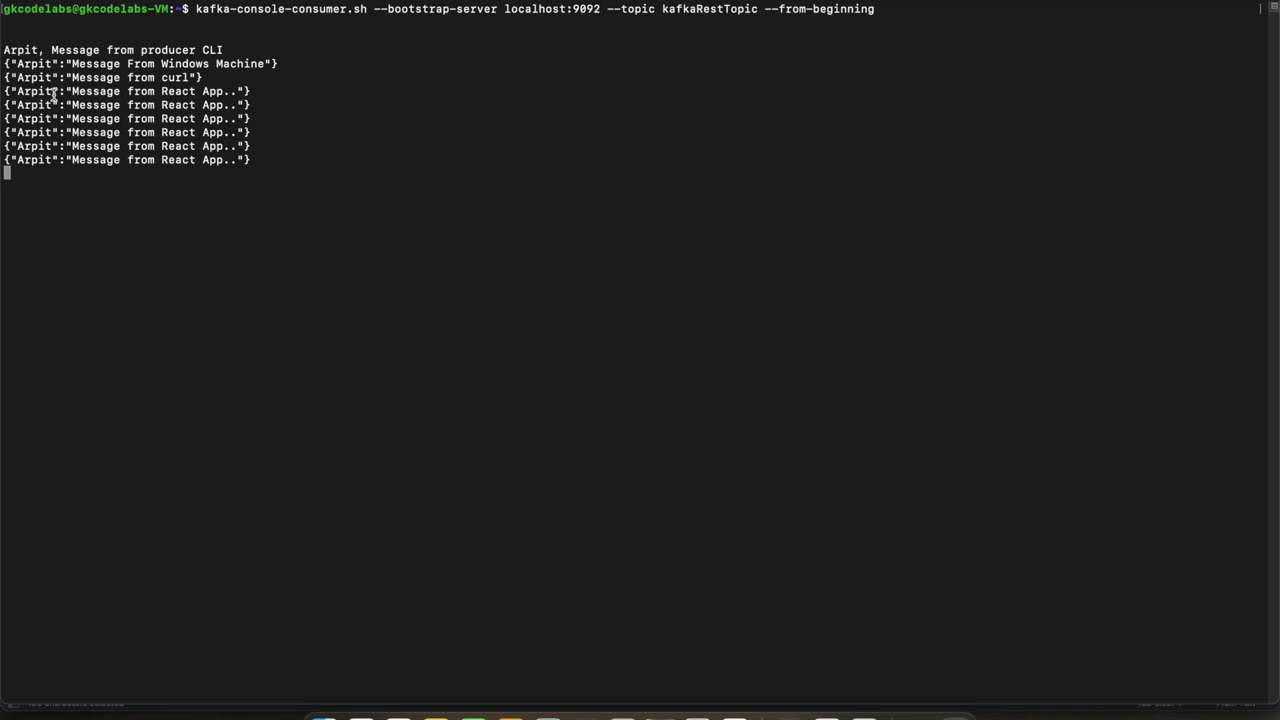 [gkcodelabs@gkcodelabs-VM:~$ kafka-console-consumer.sh --bootstrap-server localhost:9092 --topic kafkaRestTopic --from-beginning ]
Arpit, Message from producer CLI
{"Arpit":"Message From Windows Machine"}
{"Arpit":"Message from curl"}
{"Arpit":"Message from React App.."}
{"Arpit":"Message from React App.."}
{"Arpit":"Message from React App.."}
{"Arpit":"Message from React App.."}
{"Arpit":"Message from React App.."}
{"Arpit":"Message from React App.."}